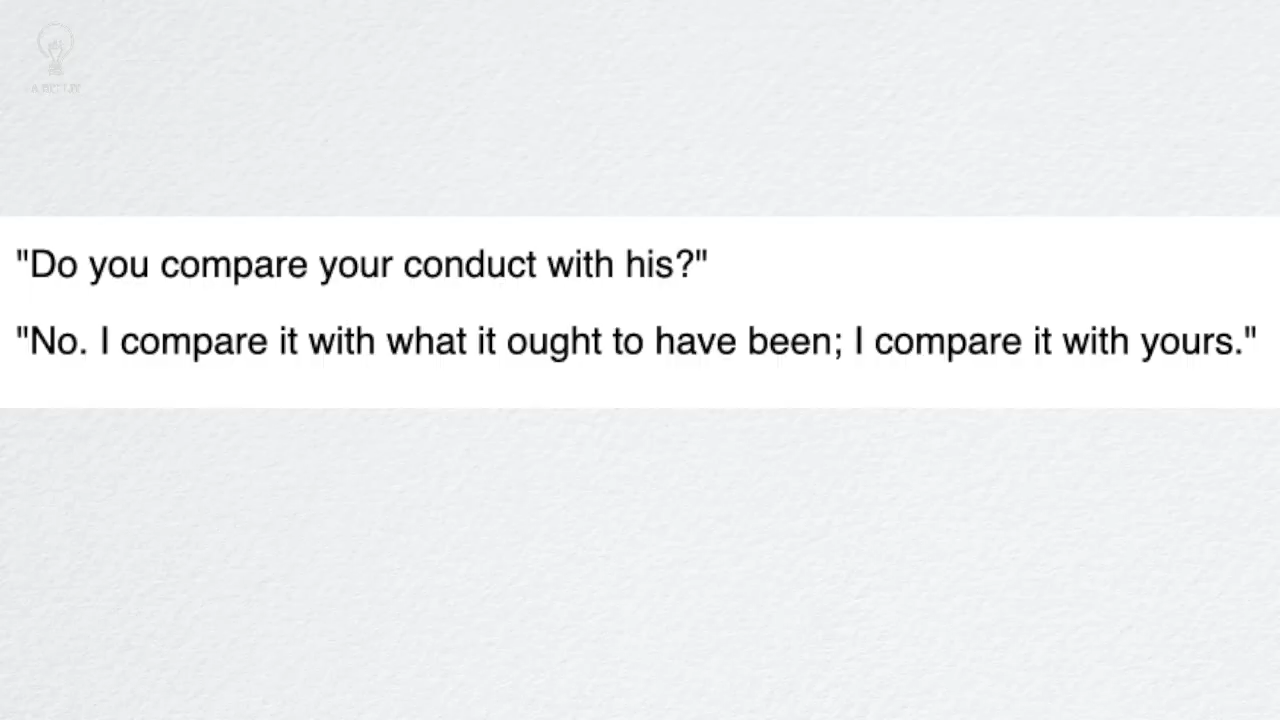 "Do you compare your conduct with his?"
"No. I compare it with what it ought to have been; I compare it with yours."